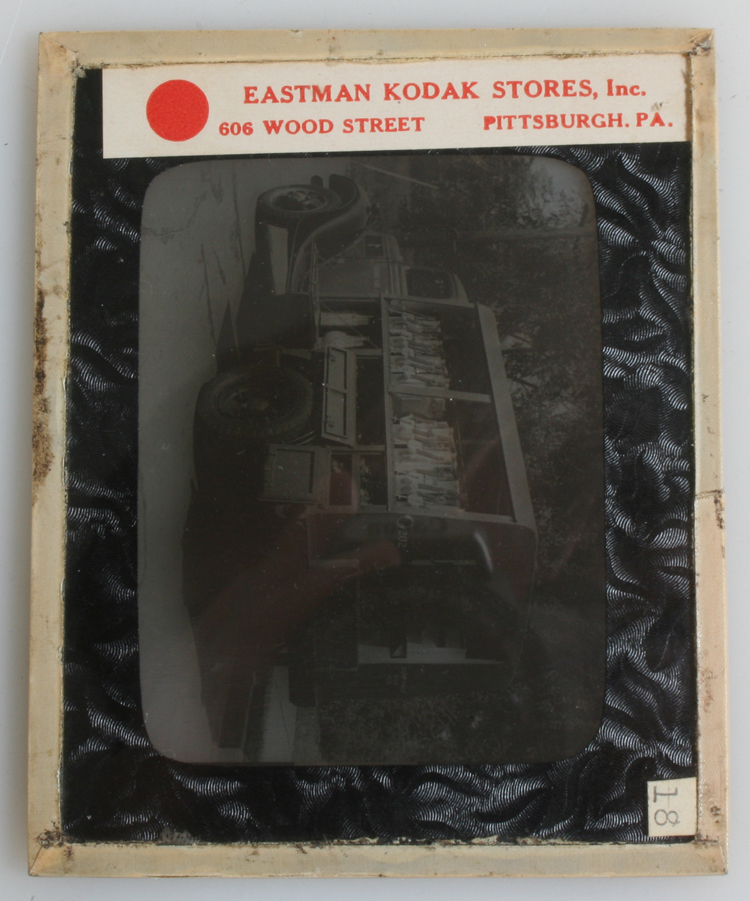 EASTMAN KODAK STORES, Inc.
606 WOOD STREET PITTSBURGH. PA.
18